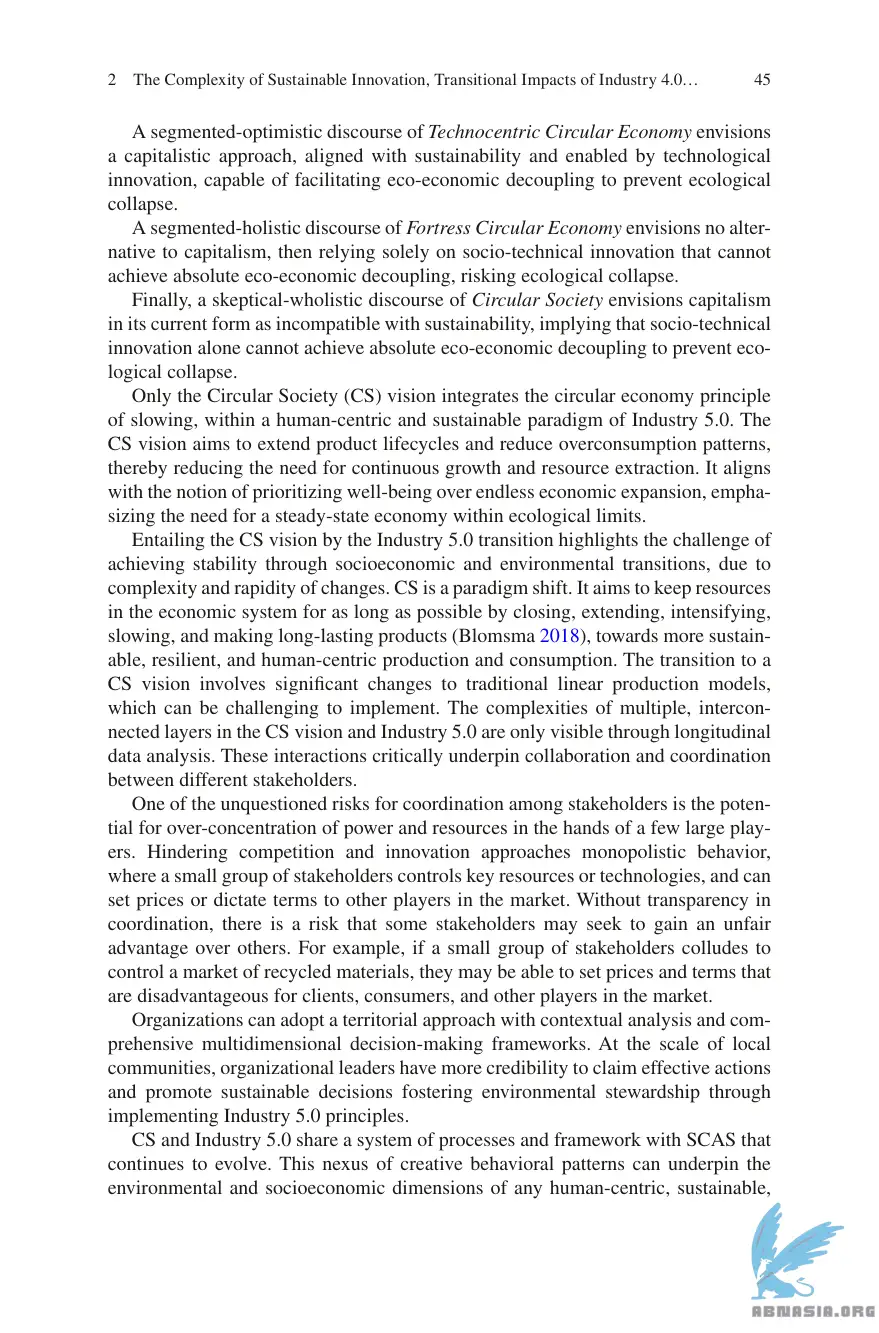 2 The Complexity of Sustainable Innovation, Transitional Impacts of Industry 4.0… 45
A segmented-optimistic discourse of Technocentric Circular Economy envisions
a capitalistic approach, aligned with sustainability and enabled by technological
innovation, capable of facilitating eco-economic decoupling to prevent ecological
collapse.
A segmented-holistic discourse of Fortress Circular Economy envisions no alter-
native to capitalism, then relying solely on socio-technical innovation that cannot
achieve absolute eco-economic decoupling, risking ecological collapse.
Finally, a skeptical-wholistic discourse of Circular Society envisions capitalism
in its current form as incompatible with sustainability, implying that socio-technical
innovation alone cannot achieve absolute eco-economic decoupling to prevent eco-
logical collapse.
Only the Circular Society (CS) vision integrates the circular economy principle
of slowing, within a human-centric and sustainable paradigm of Industry 5.0. The
CS vision aims to extend product lifecycles and reduce overconsumption patterns,
thereby reducing the need for continuous growth and resource extraction. It aligns
with the notion of prioritizing well-being over endless economic expansion, empha-
sizing the need for a steady-state economy within ecological limits.
Entailing the CS vision by the Industry 5.0 transition highlights the challenge of
achieving stability through socioeconomic and environmental transitions, due to
complexity and rapidity of changes. CS is a paradigm shift. It aims to keep resources
in the economic system for as long as possible by closing, extending, intensifying,
slowing, and making long-lasting products (Blomsma 2018), towards more sustain-
able, resilient, and human-centric production and consumption. The transition to a
CS vision involves significant changes to traditional linear production models,
which can be challenging to implement. The complexities of multiple, intercon-
nected layers in the CS vision and Industry 5.0 are only visible through longitudinal
data analysis. These interactions critically underpin collaboration and coordination
between different stakeholders.
One of the unquestioned risks for coordination among stakeholders is the poten-
tial for over-concentration of power and resources in the hands of a few large play-
ers. Hindering competition and innovation approaches monopolistic behavior,
where a small group of stakeholders controls key resources or technologies, and can
set prices or dictate terms to other players in the market. Without transparency in
coordination, there is a risk that some stakeholders may seek to gain an unfair
advantage over others. For example, if a small group of stakeholders colludes to
control a market of recycled materials, they may be able to set prices and terms that
are disadvantageous for clients, consumers, and other players in the market.
Organizations can adopt a territorial approach with contextual analysis and com-
prehensive multidimensional decision-making frameworks. At the scale of local
communities, organizational leaders have more credibility to claim effective actions
and promote sustainable decisions fostering environmental stewardship through
implementing Industry 5.0 principles.
CS and Industry 5.0 share a system of processes and framework with SCAS that
continues to evolve. This nexus of creative behavioral patterns can underpin the
environmental and socioeconomic dimensions of any human-centric, sustainable,
ABNASIA.ORG